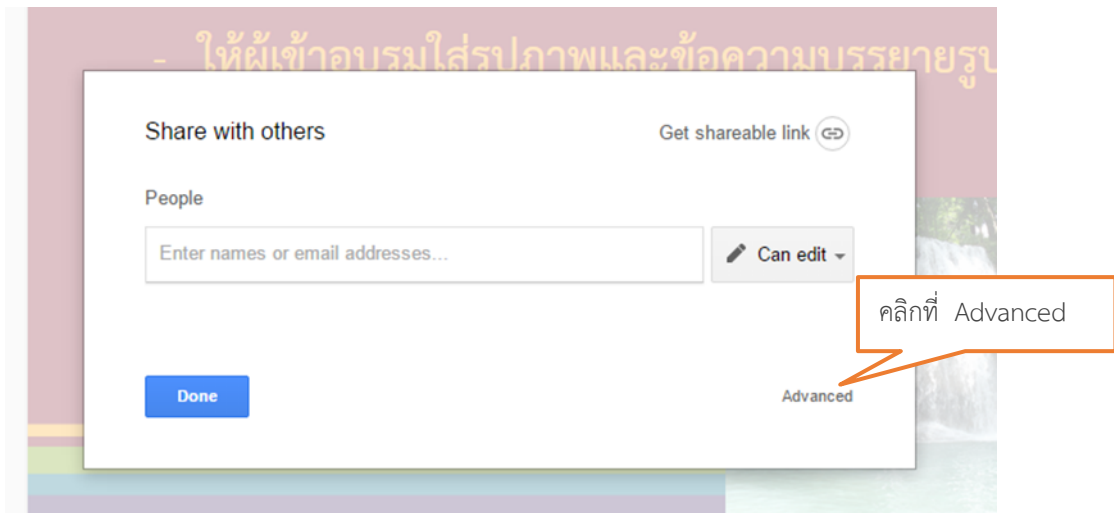 - ให้ผู้เข้าอบรมใส่รูปภาพและข้อความบรรยายรูป
Share with others
Get shareable link
People
Enter names or email addresses...
Can edit
คลิกที่ Advanced
Done
Advanced